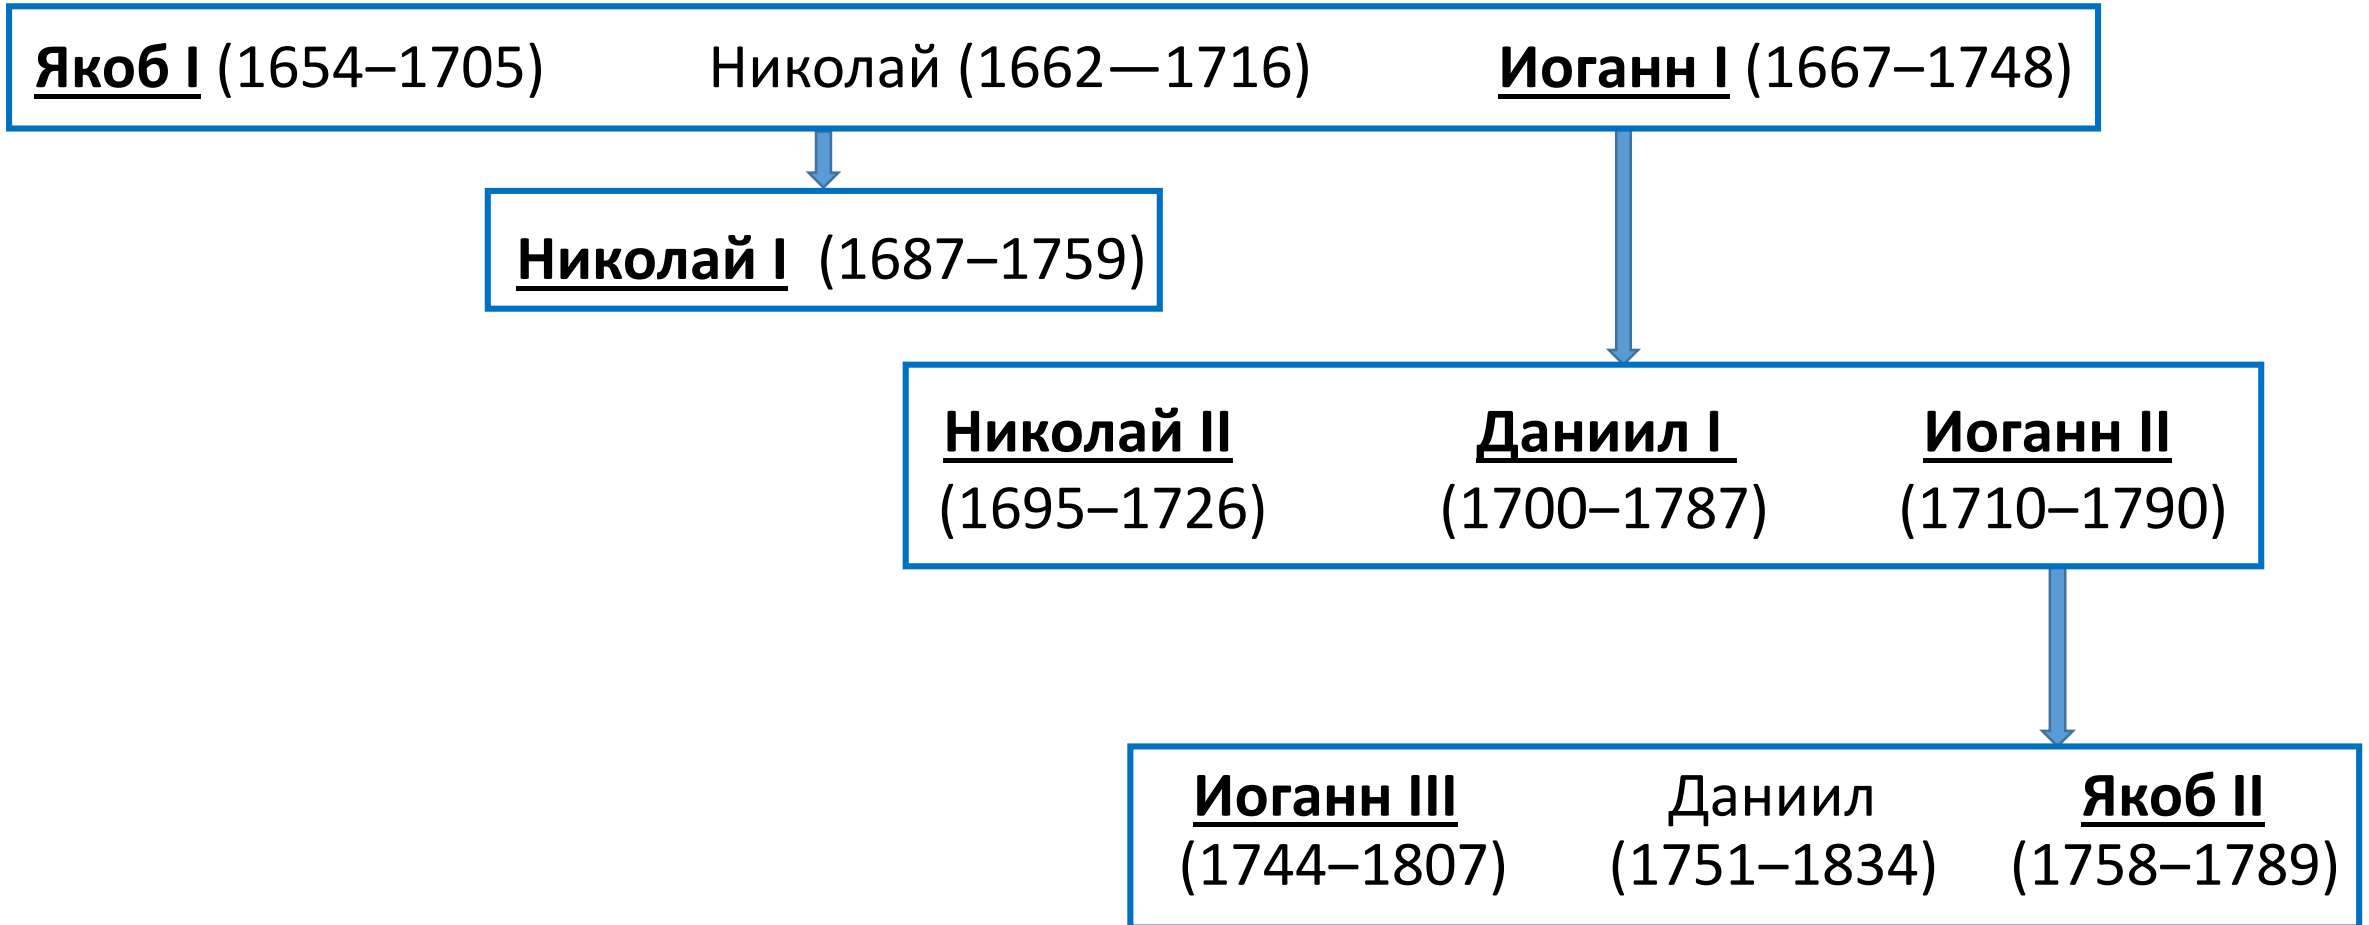 Якоб I (1654–1705) Николай (1662—1716) Иоганн I (1667–1748)
Николай I (1687–1759)
Николай II Даниил I Иоганн II
(1695–1726) (1700–1787) (1710–1790)
Иоганн III Даниил Якоб II
(1744–1807) (1751–1834) (1758–1789)